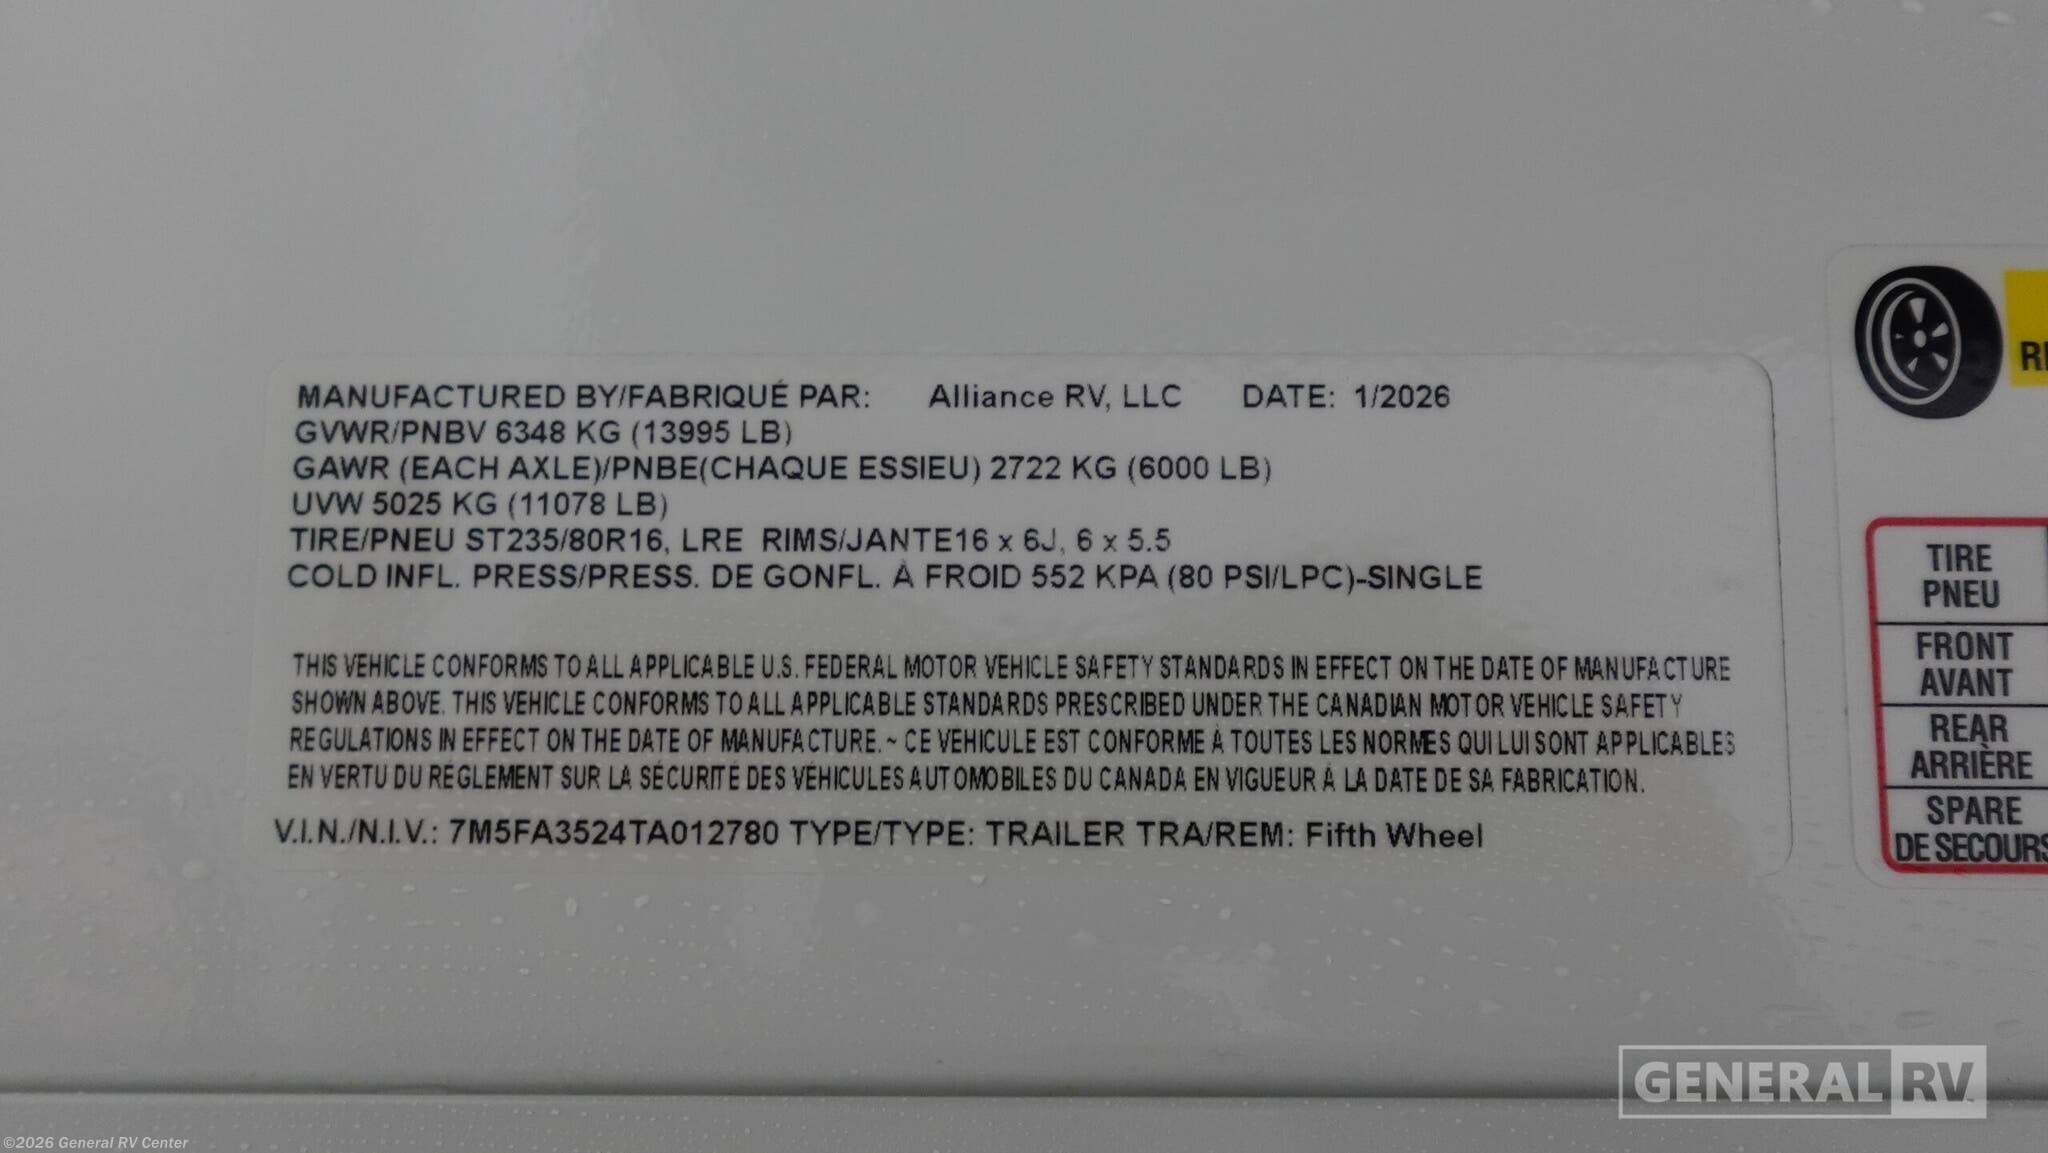 MANUFACTURED BY/FABRIQUÉ PAR: Alliance RV, LLC DATE: 1/2026
GVWR/PNBV 6348 KG (13995 LB)
GAWR (EACH AXLE)/PNBE(CHAQUE ESSIEU) 2722 KG (6000 LB)
UVW 5025 KG (11078 LB)
TIRE/PNEU ST235/80R16, LRE RIMS/JANTE16 x 6J, 6 x 5.5
COLD INFL. PRESS/PRESS. DE GONFL. À FROID 552 KPA (80 PSI/LPC)-SINGLE
THIS VEHICLE CONFORMS TO ALL APPLICABLE U.S. FEDERAL MOTOR VEHICLE SAFETY STANDARDS IN EFFECT ON THE DATE OF MANUFACTURE
SHOWN ABOVE. THIS VEHICLE CONFORMS TO ALL APPLICABLE STANDARDS PRESCRIBED UNDER THE CANADIAN MOTOR VEHICLE SAFETY
REGULATIONS IN EFFECT ON THE DATE OF MANUFACTURE. ~ CE VEHICULE EST CONFORME À TOUTES LES NORMES QUI LUI SONT APPLICABLES
EN VERTU DU RÉGLEMENT SUR LA SÉCURITÉ DES VÉHICULES AUTOMOBILES DU CANADA EN VIGUEUR À LA DATE DE SA FABRICATION.
V.I.N./N.I.V.: 7M5FA3524TA012780 TYPE/TYPE: TRAILER TRA/REM: Fifth Wheel
TIRE
PNEU
FRONT
AVANT
REAR
ARRIÈRE
SPARE
DE SECOURS
GENERAL RV
©2026 General RV Center